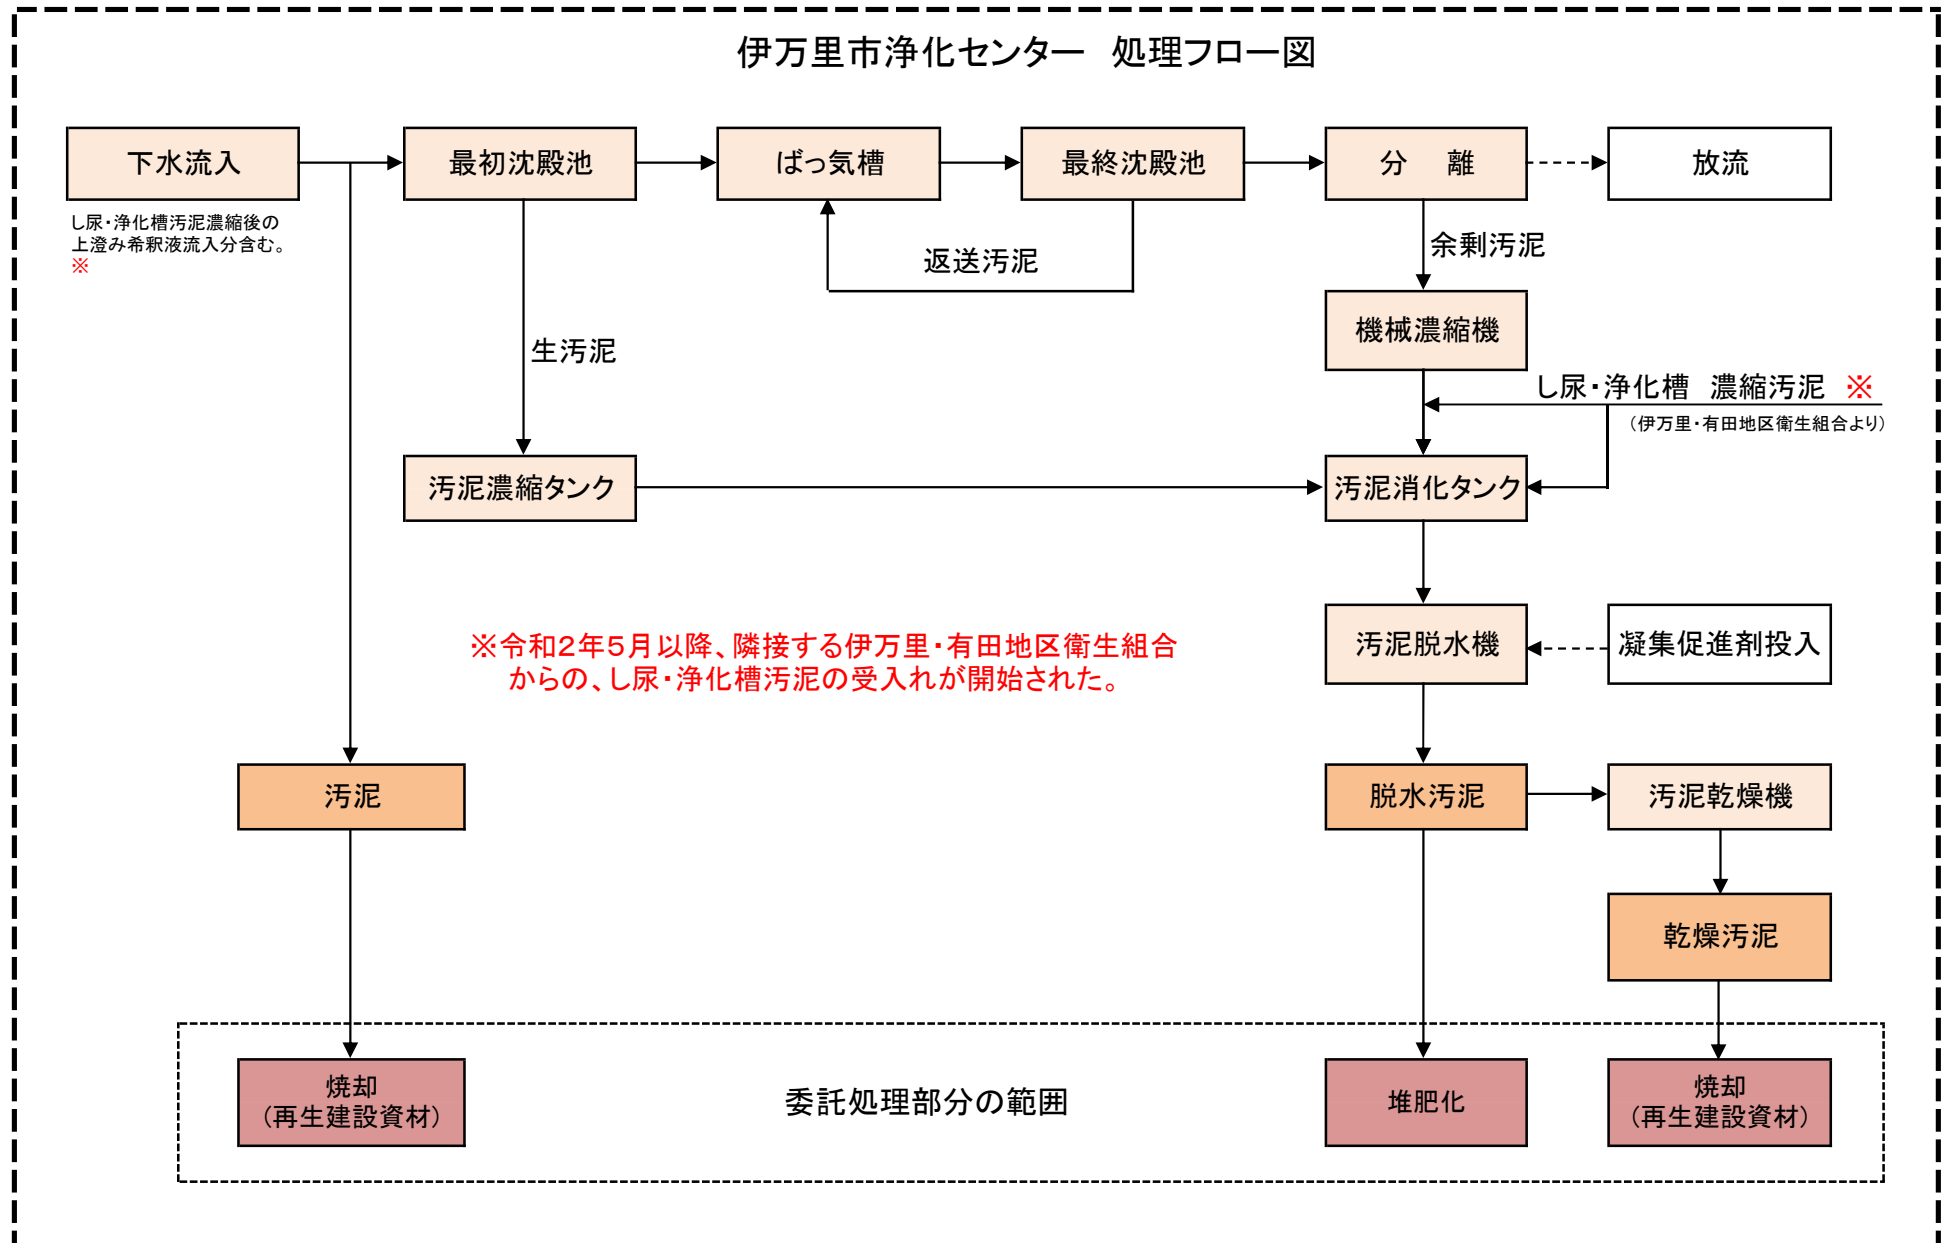 伊万里市浄化センター　処理フロー図
下水流入
最初沈殿池
ばっ気槽
最終沈殿池
分　離
放流
し尿・浄化槽汚泥濃縮後の
上澄み希釈液流入分含む。
※
返送汚泥
余剰汚泥
機械濃縮機
生汚泥
し尿・浄化槽　濃縮汚泥　※
（伊万里・有田地区衛生組合より）
汚泥濃縮タンク
汚泥消化タンク
※令和２年５月以降、隣接する伊万里・有田地区衛生組合
からの、し尿・浄化槽汚泥の受入れが開始された。
汚泥脱水機
凝集促進剤投入
汚泥
脱水汚泥
汚泥乾燥機
乾燥汚泥
焼却
（再生建設資材）
委託処理部分の範囲
堆肥化
焼却
（再生建設資材）